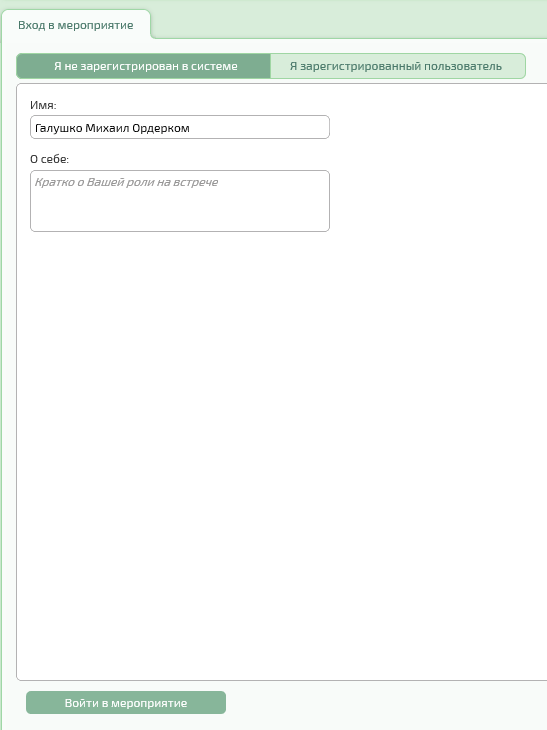 Вход в мероприятие
Я не зарегистрирован в системе
Я зарегистрированный пользователь
Имя:
Галушко Михаил Ордерком
О себе:
Кратко о Вашей роли на встрече
Войти в мероприятие